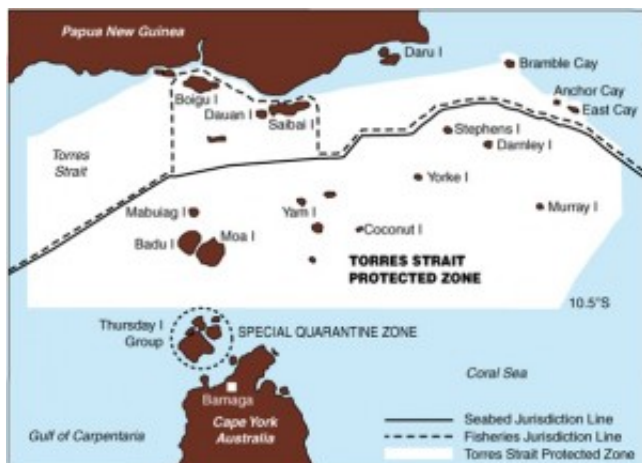 Papua New Guinea
Daru I
Bramble Cay
Boigu I
Anchor Cay
Dauan I
East Cay
Saibai I
Stephens I
Torres
Strait
Darnley I
Yorke I
Mabuiag I
Yam I
Murray I
Badu I
Moa I
Coconut I
TORRES STRAIT
PROTECTED ZONE
10.5°S
Thursday I
Group
SPECIAL QUARANTINE ZONE
Coral Sea
Bamaga
Cape York
Australia
Gulf of Carpentaria
Seabed Jurisdiction Line
Fisheries Jurisdiction Line
Torres Strait Protected Zone